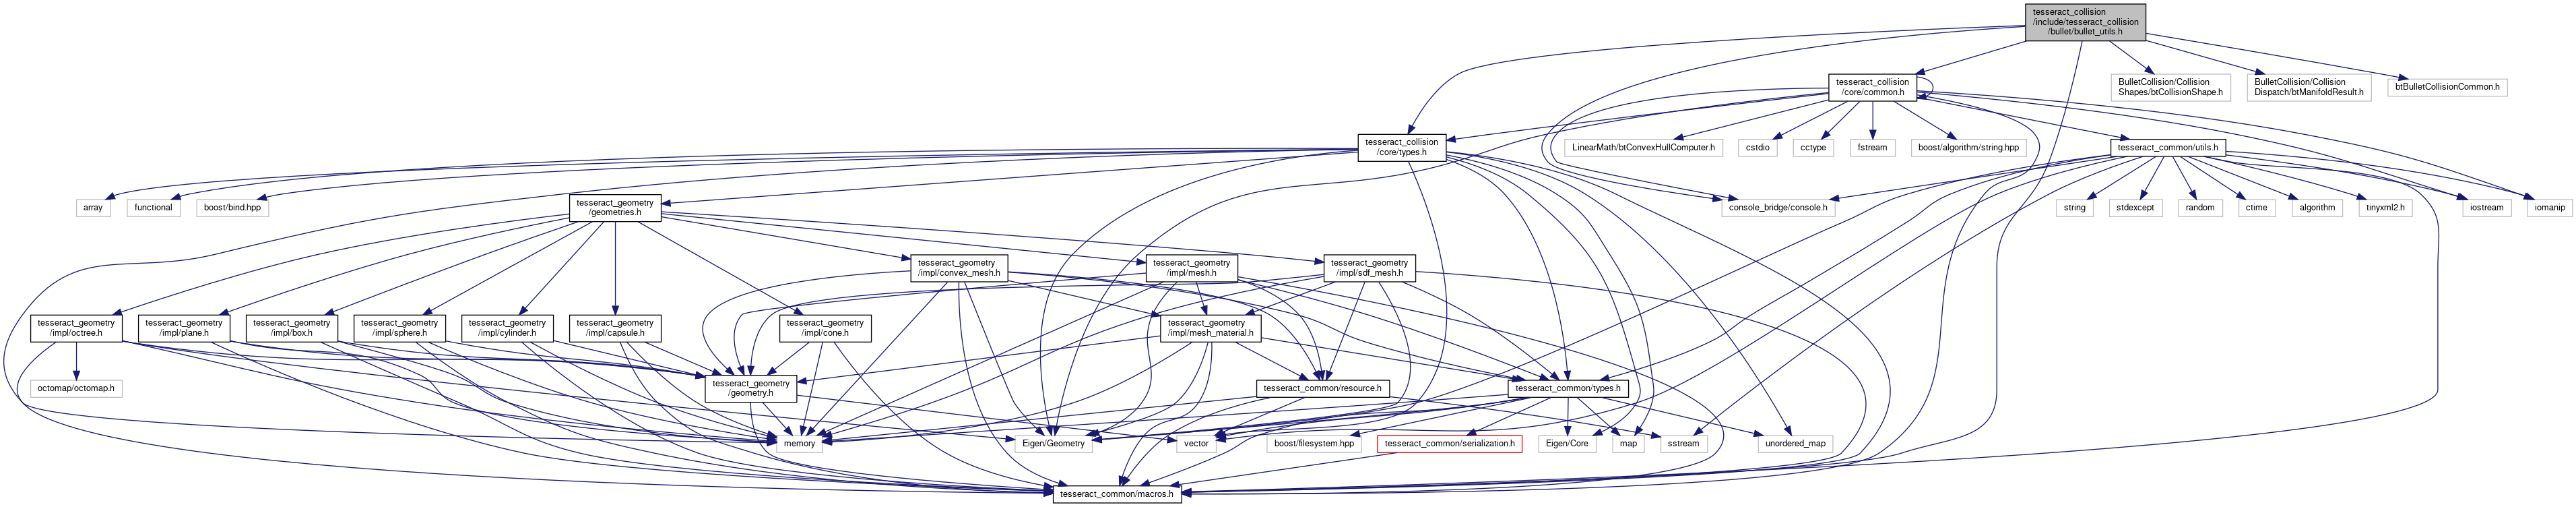 tesseract_collision
/include/tesseract_collision
/bullet/bullet_utils.h
tesseract_collision
/core/common.h
BulletCollision/Collision
Shapes/btCollisionShape.h
BulletCollision/Collision
Dispatch/btManifoldResult.h
btBulletCollisionCommon.h
tesseract_collision
/core/types.h
LinearMath/btConvexHullComputer.h
cstdio
cctype
fstream
boost/algorithm/string.hpp
tesseract_common/utils.h
array
functional
boost/bind.hpp
tesseract_geometry
/geometries.h
console_bridge/console.h
string
stdexcept
random
ctime
algorithm
tinyxml2.h
iostream
iomanip
tesseract_geometry
/impl/convex_mesh.h
tesseract_geometry
/impl/mesh.h
tesseract_geometry
/impl/sdf_mesh.h
tesseract_geometry
/impl/octree.h
tesseract_geometry
/impl/plane.h
tesseract_geometry
/impl/box.h
tesseract_geometry
/impl/sphere.h
tesseract_geometry
/impl/cylinder.h
tesseract_geometry
/impl/capsule.h
tesseract_geometry
/impl/cone.h
tesseract_geometry
/impl/mesh_material.h
octomap/octomap.h
tesseract_geometry
/geometry.h
tesseract_common/resource.h
tesseract_common/types.h
memory
Eigen/Geometry
vector
boost/filesystem.hpp
tesseract_common/serialization.h
Eigen/Core
map
sstream
unordered_map
tesseract_common/macros.h